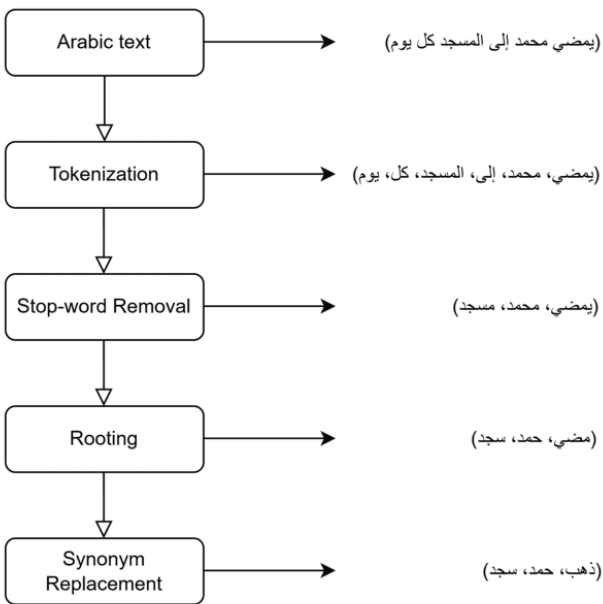 Arabic text
(يمضي محمد إلى المسجد كل يوم)
Tokenization
(يمضي، محمد، إلى، المسجد، كل، يوم)
Stop-word Removal
(يمضي، محمد، مسجد)
Rooting
(مضي، حمد، سجد)
Synonym
Replacement
(ذهب، حمد، سجد)